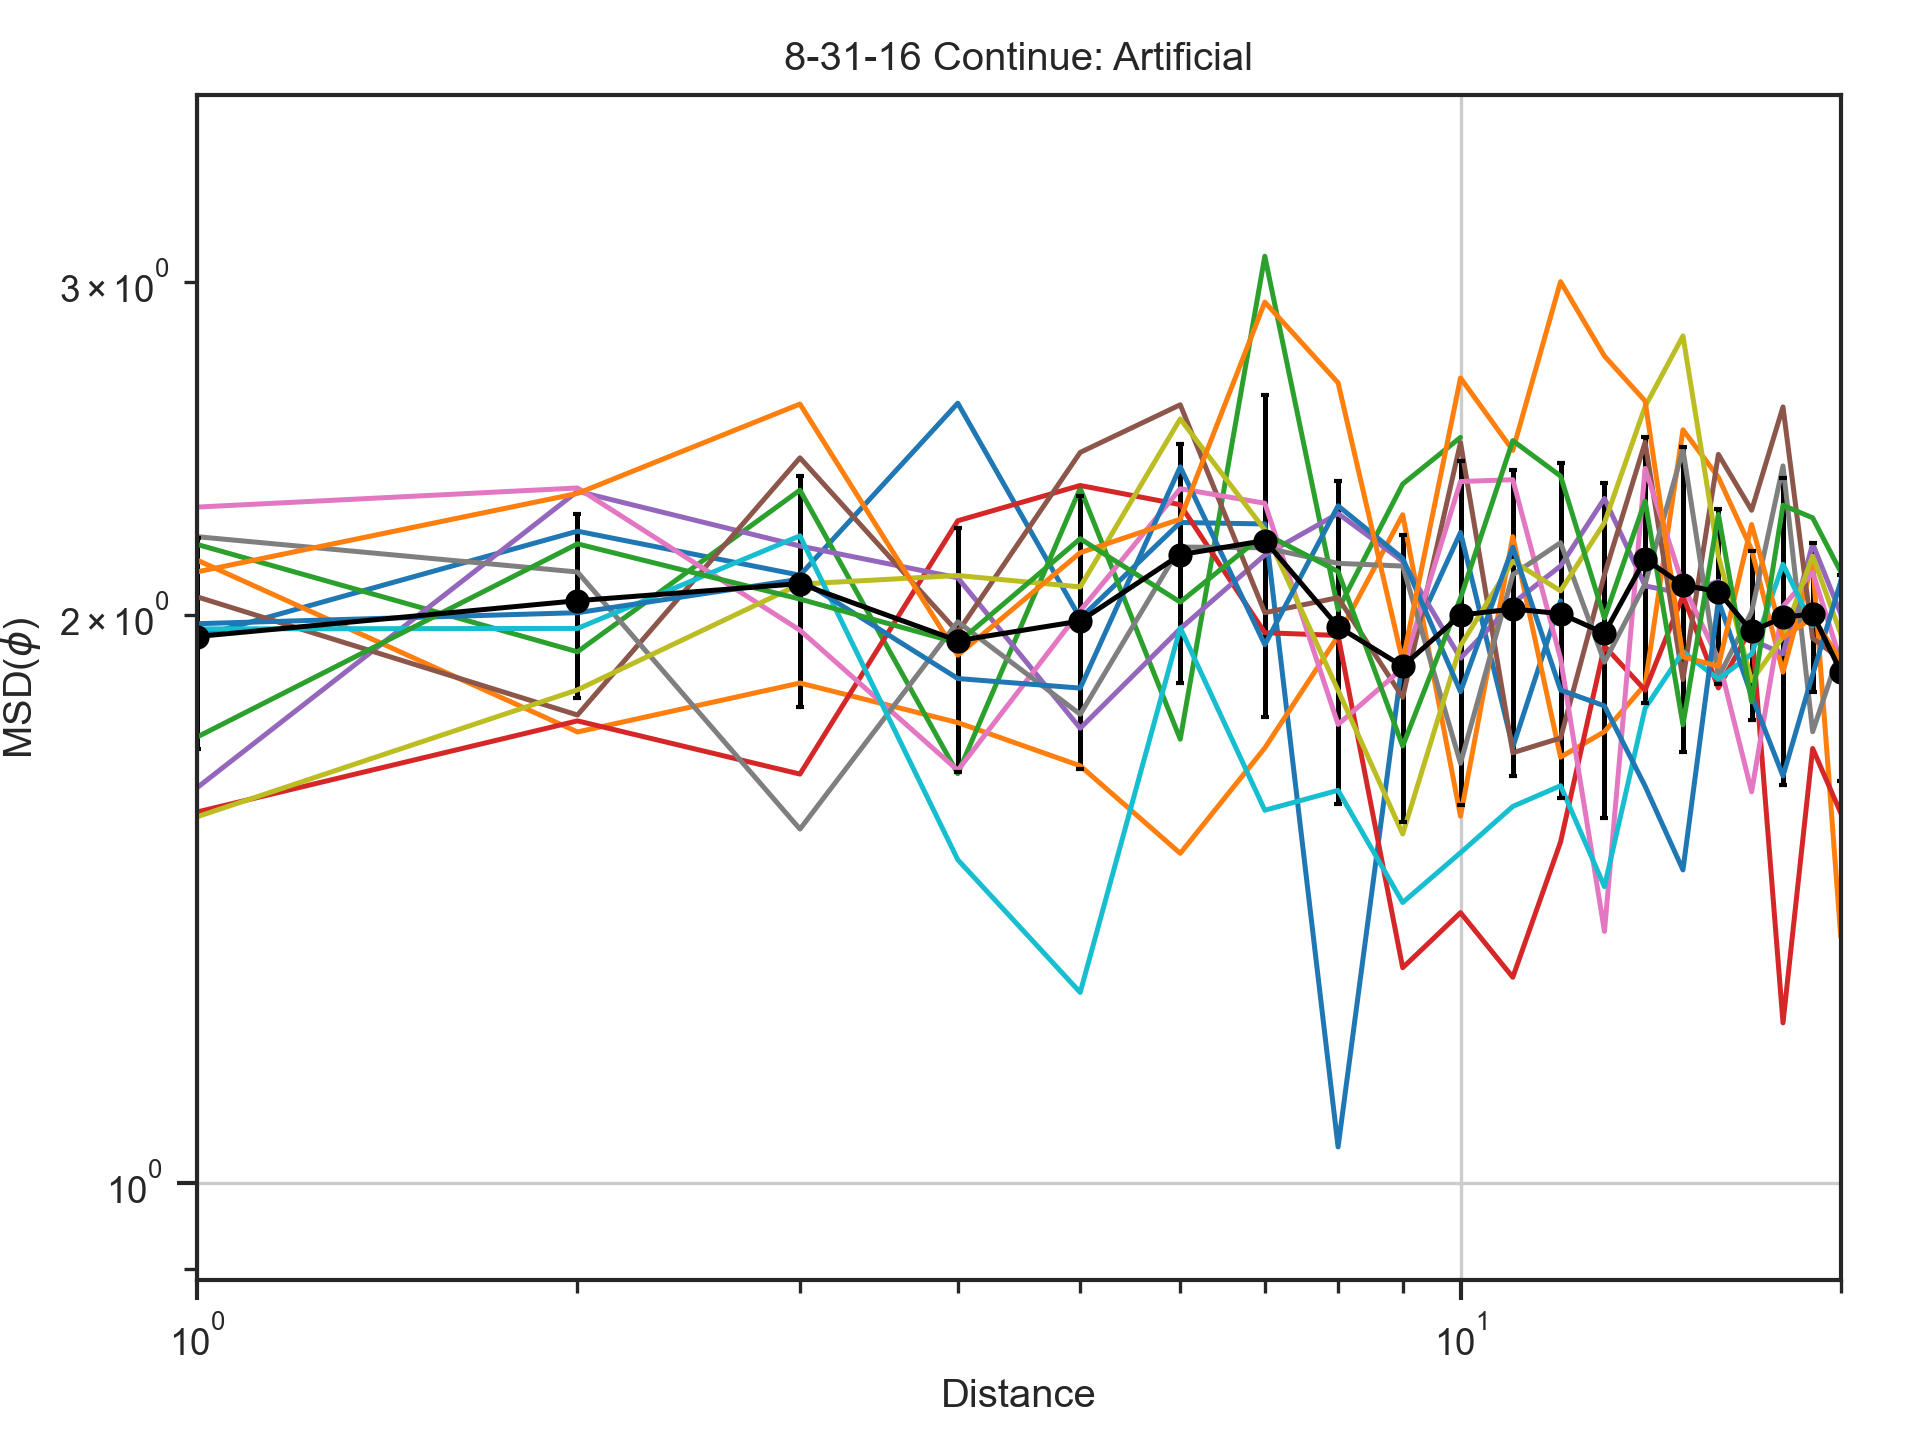 8-31-16 Continue: Artificial
3 × 10⁰
2 × 10⁰
10⁰
MSD(ϕ)
10⁰ 10¹
Distance